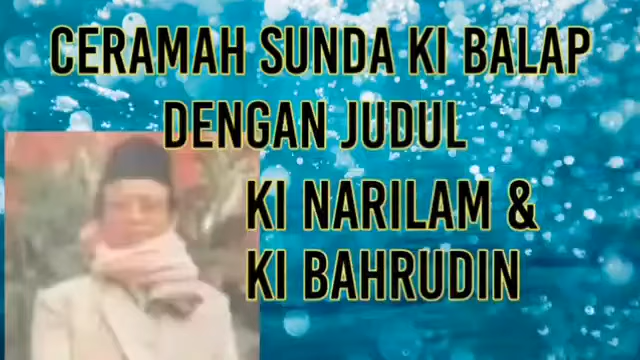 CERAMAH SUNDA KI BALAP
DENGAN JUDUL
KI NARILAM &
KI BAHRUDIN